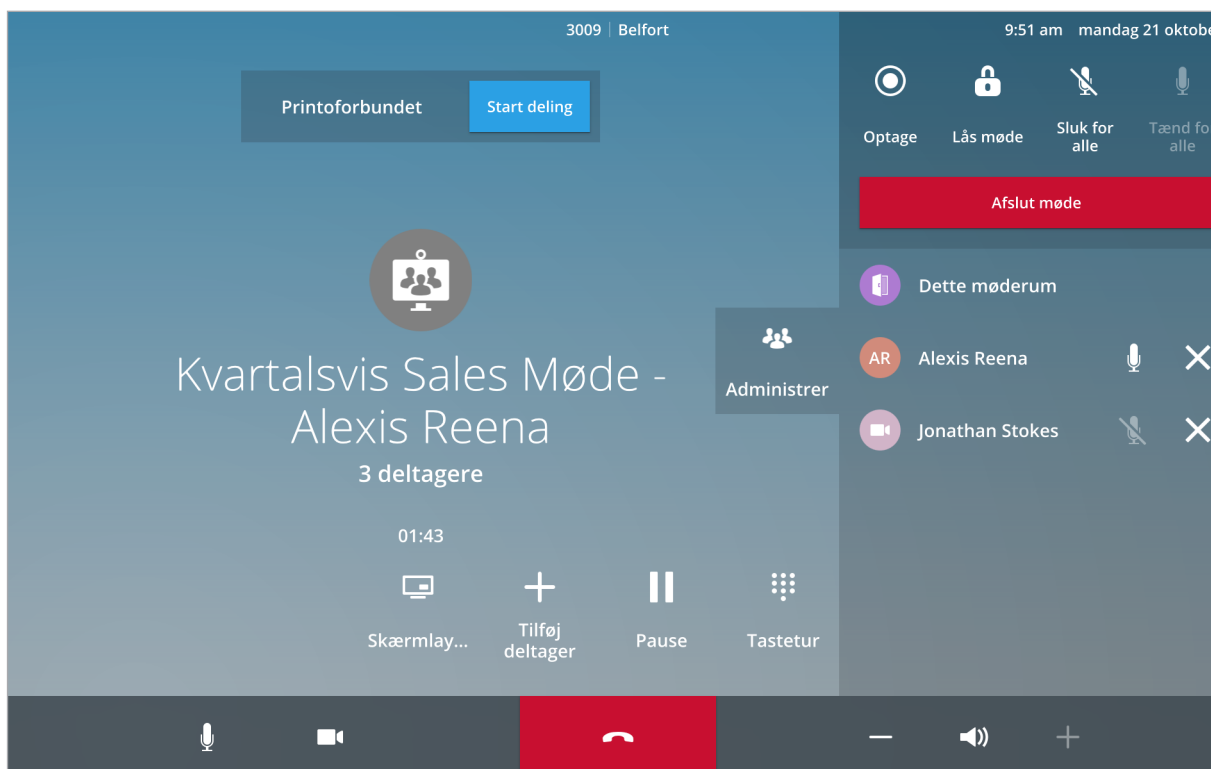 3009 | Belfort
9:51 am mandag 21 oktobe
Printoforbundet
Start deling
Optage
Lås møde
Sluk for
alle
Tænd fo
alle
Afslut møde
Dette møderum
AR
Alexis Reena
Jonathan Stokes
Administrer
Kvartalsvis Sales Møde -
Alexis Reena
3 deltagere
01:43
Skærmlay...
Tilføj
deltager
Pause
Tastetur